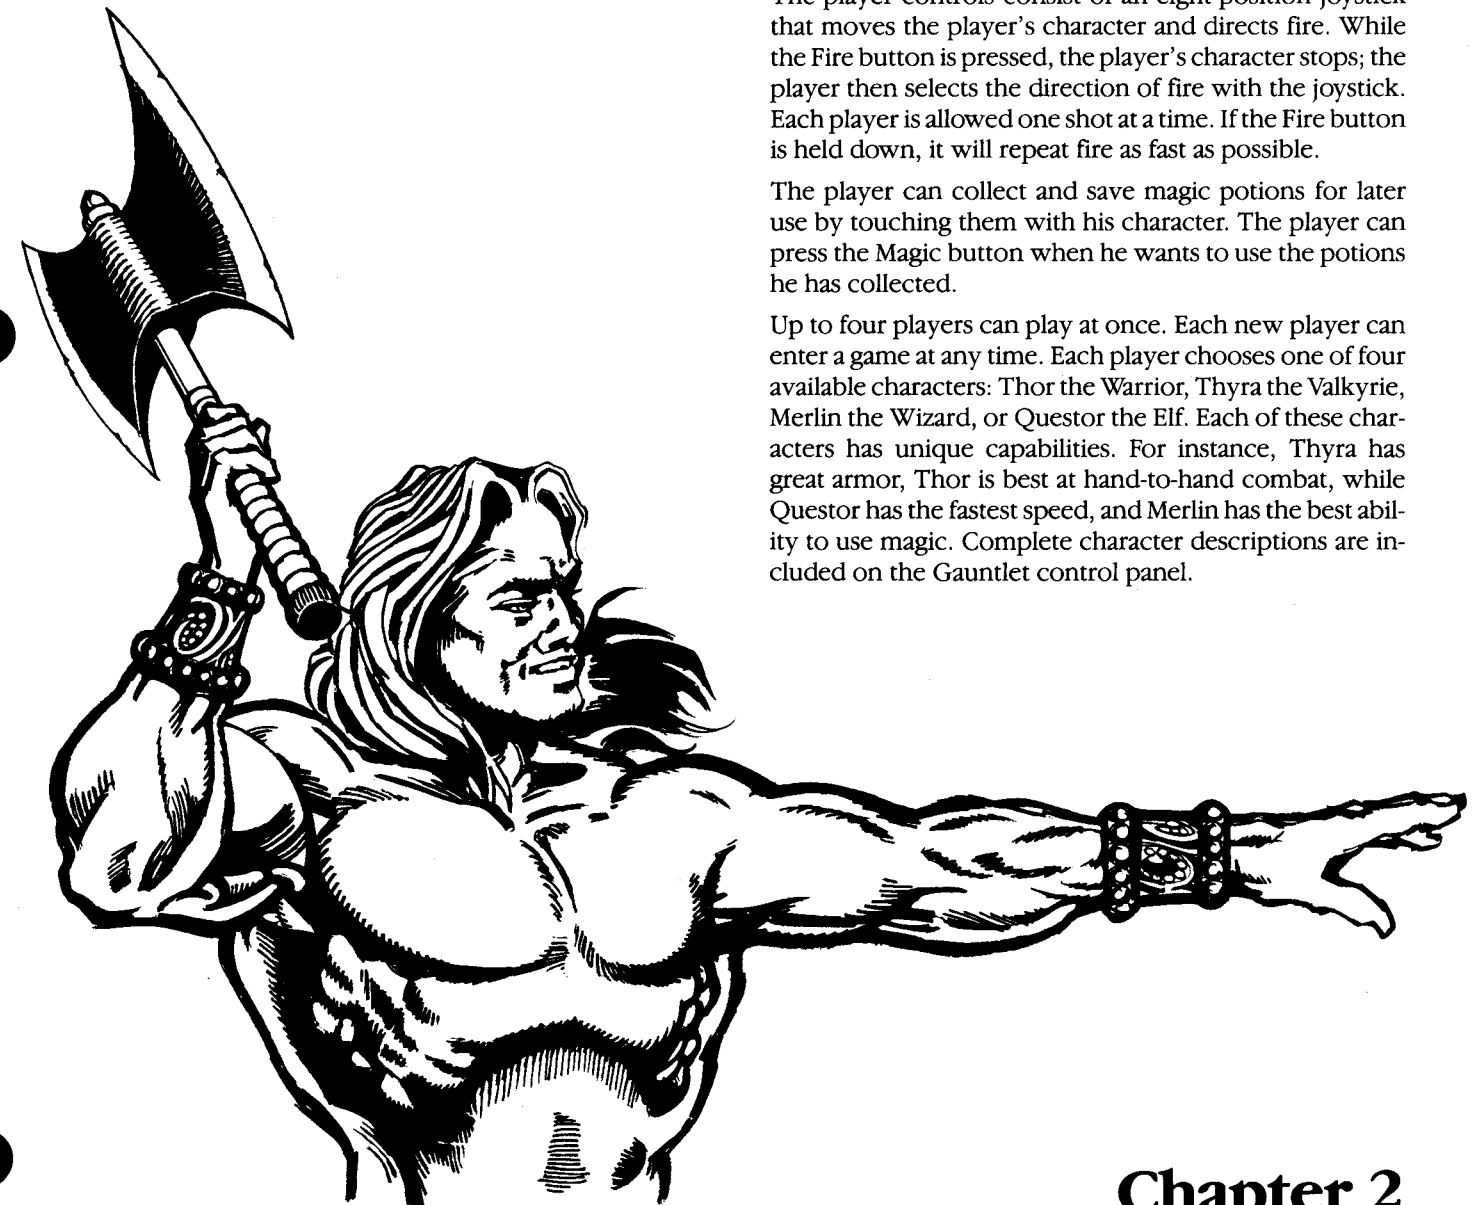 The player controls consist of an eight-position joystick
that moves the player's character and directs fire. While
the Fire button is pressed, the player's character stops; the
player then selects the direction of fire with the joystick.
Each player is allowed one shot at a time. If the Fire button
is held down, it will repeat fire as fast as possible.
The player can collect and save magic potions for later
use by touching them with his character. The player can
press the Magic button when he wants to use the potions
he has collected.
Up to four players can play at once. Each new player can
enter a game at any time. Each player chooses one of four
available characters: Thor the Warrior, Thyra the Valkyrie,
Merlin the Wizard, or Questor the Elf. Each of these char-
acters has unique capabilities. For instance, Thyra has
great armor, Thor is best at hand-to-hand combat, while
Questor has the fastest speed, and Merlin has the best abil-
ity to use magic. Complete character descriptions are in-
cluded on the Gauntlet control panel.
Chapter 2